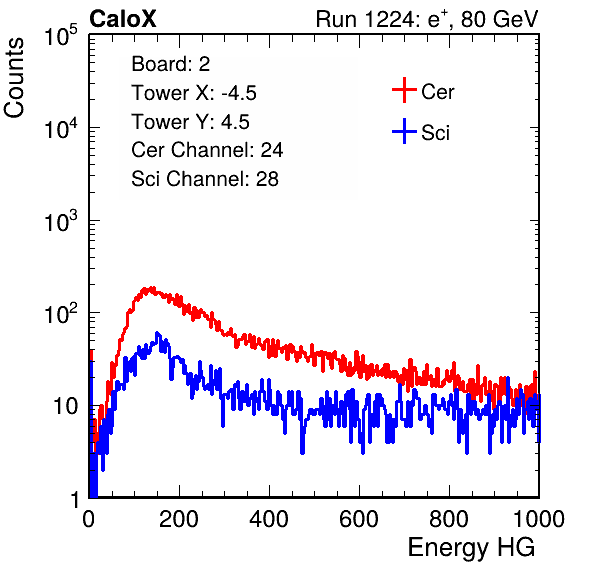 CaloX Run 1224: e⁺, 80 GeV
Counts
Board: 2
Tower X: -4.5
Tower Y: 4.5
Cer Channel: 24
Sci Channel: 28
Cer
Sci
10⁵
10⁴
10³
10²
10
1
0 200 400 600 800 1000
Energy HG